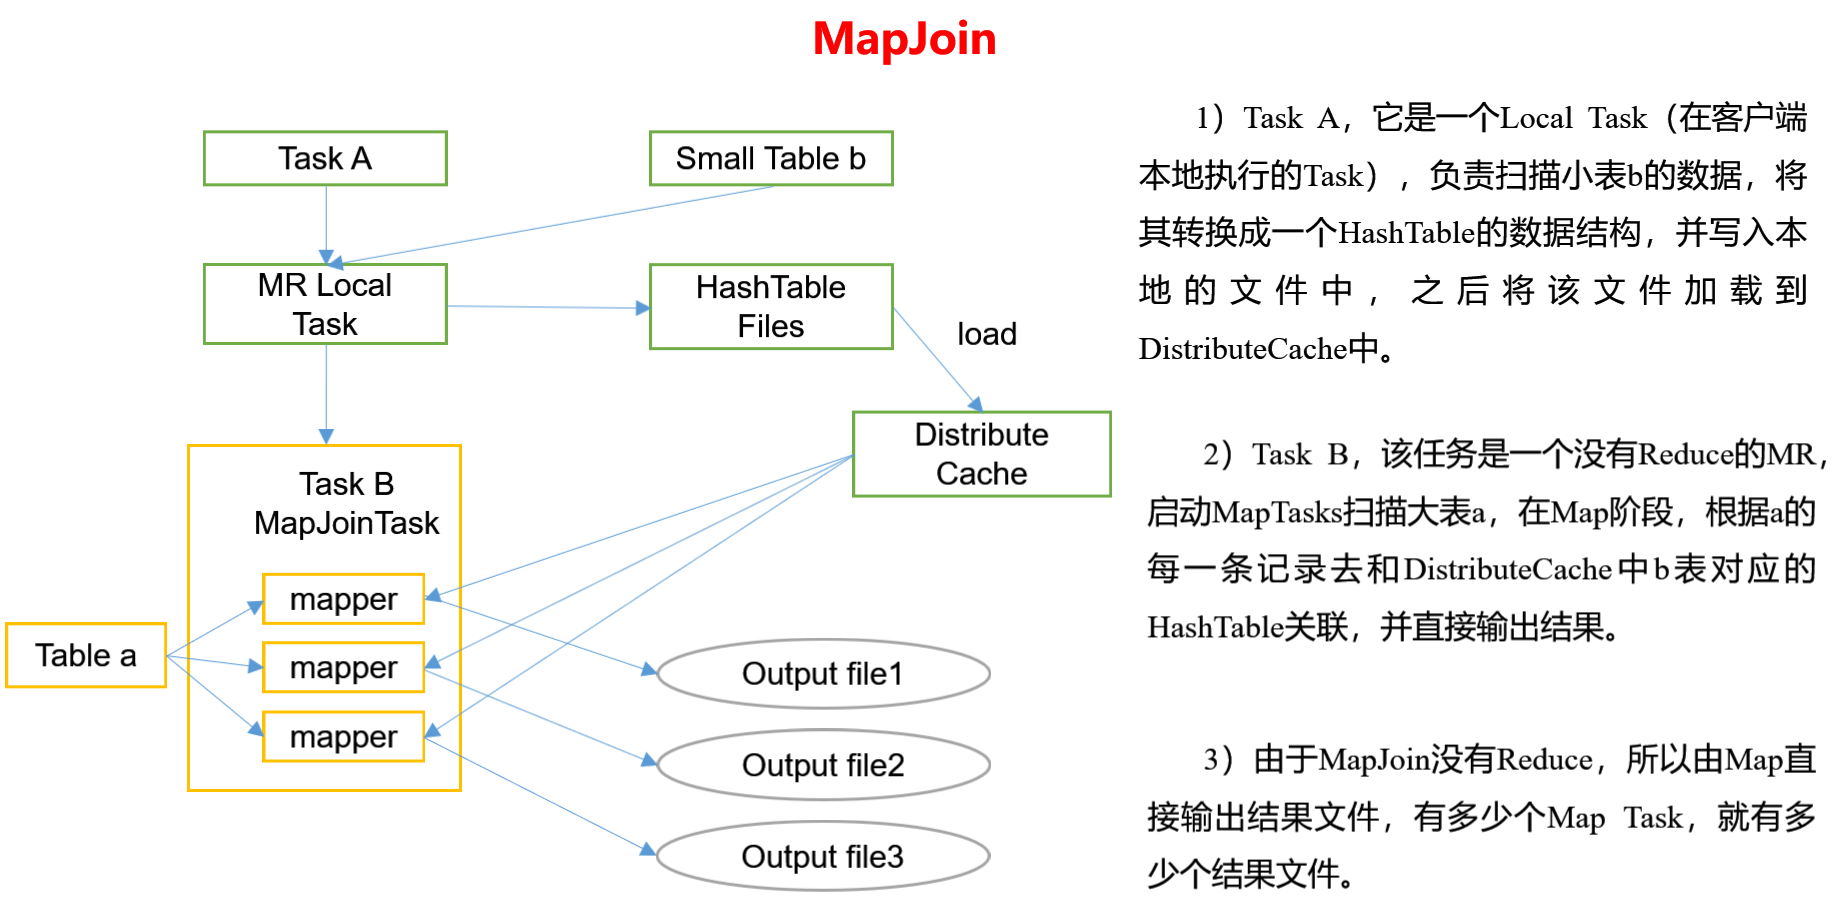 MapJoin
Task A
Small Table b
MR Local
Task
HashTable
Files
load
Distribute
Cache
Task B
MapJoinTask
mapper
mapper
mapper
Table a
Output file1
Output file2
Output file3
1）Task A，它是一个Local Task（在客户端
本地执行的Task），负责扫描小表b的数据，将
其转换成一个HashTable的数据结构，并写入本
地的文件中，之后将该文件加载到
DistributeCache中。
2）Task B，该任务是一个没有Reduce的MR，
启动MapTasks扫描大表a，在Map阶段，根据a的
每一条记录去和DistributeCache中b表对应的
HashTable关联，并直接输出结果。
3）由于MapJoin没有Reduce，所以由Map直
接输出结果文件，有多少个Map Task，就有多
少个结果文件。